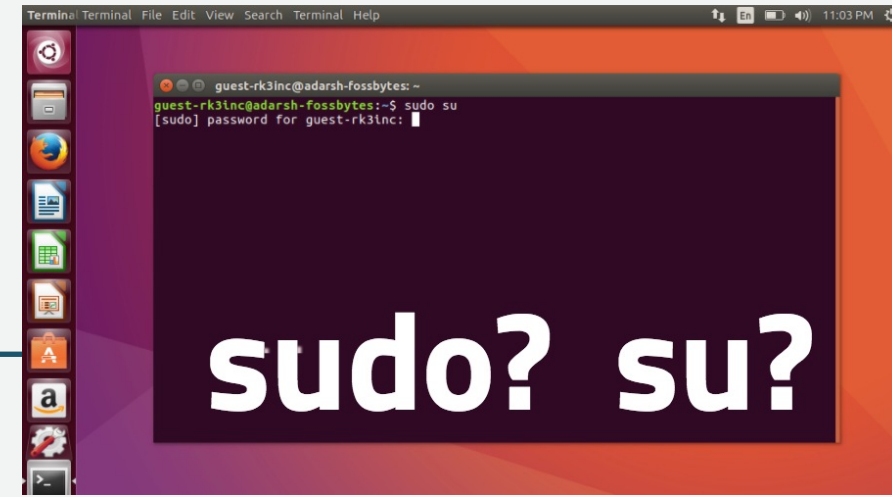 Terminal Terminal File Edit View Search Terminal Help En 11:03 PM
guest-rk3inc@adarsh-fossbytes: ~
guest-rk3inc@adarsh-fossbytes:~$ sudo su
[sudo] password for guest-rk3inc:
sudo? su?
a
>_